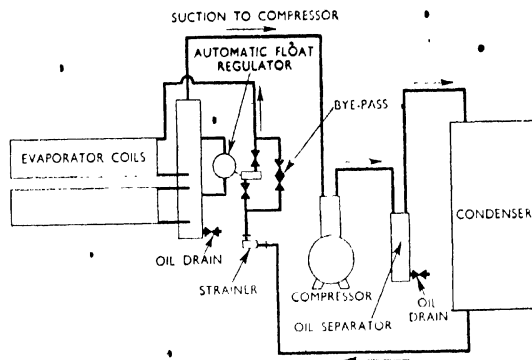 SUCTION TO COMPRESSOR
AUTOMATIC FLOAT
REGULATOR
BYE-PASS
EVAPORATOR COILS
CONDENSER
OIL DRAIN
STRAINER
COMPRESSOR
OIL
DRAIN
OIL SEPARATOR